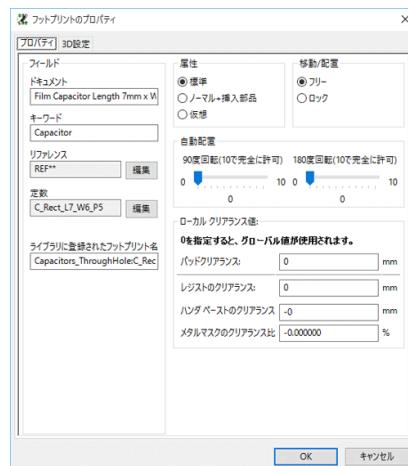 フットプリントのプロパティ
プロパティ 3D設定
フィールド
ドキュメント
Film Capacitor Length 7mm x W
キーワード
Capacitor
リファレンス
REF** 編集
定数
C_Rect_L7_W6_P5 編集
ライブラリに登録されたフットプリント名
Capacitors_ThroughHole:C_Rec
属性
標準
ノーマル+挿入部品
仮想
移動/配置
フリー
ロック
自動配置
90度回転(10で完全に許可) 180度回転(10で完全に許可)
0 10 0 10
0 0
ローカル クリアランス値:
0を指定すると、グローバル値が使用されます。
パッドクリアランス: 0 mm
レジストのクリアランス: 0 mm
ハンダ ペーストのクリアランス -0 mm
メタルマスクのクリアランス比 -0.000000 %
OK キャンセル